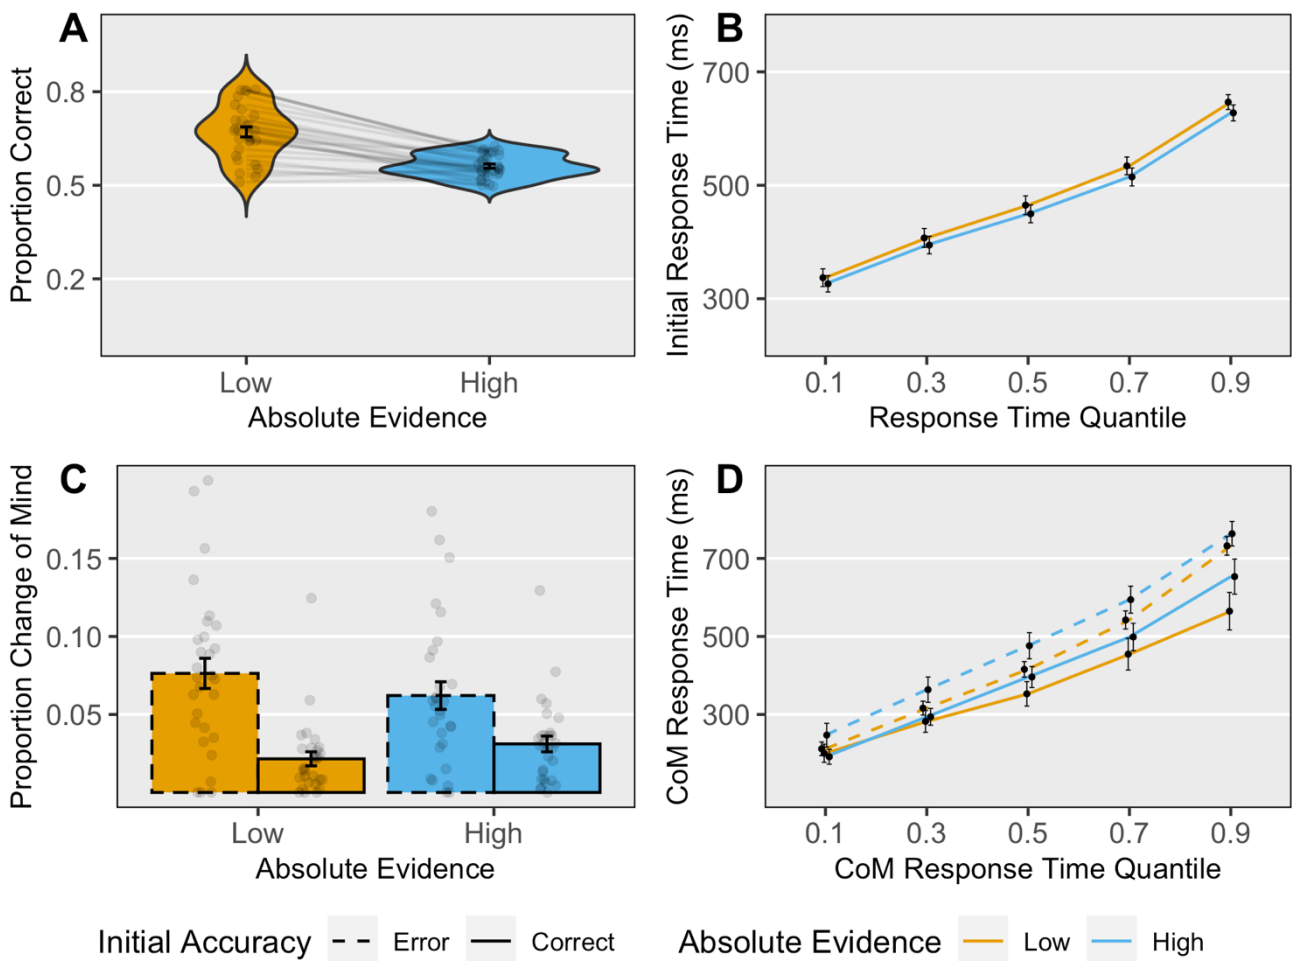 A
Proportion Correct
0.8
0.5
0.2
Low
High
Absolute Evidence
B
Initial Response Time (ms)
700
500
300
0.1
0.3
0.5
0.7
0.9
Response Time Quantile
C
Proportion Change of Mind
0.15
0.10
0.05
Low
High
Absolute Evidence
D
CoM Response Time (ms)
700
500
300
0.1
0.3
0.5
0.7
0.9
CoM Response Time Quantile
Initial Accuracy
Error
Correct
Absolute Evidence
Low
High